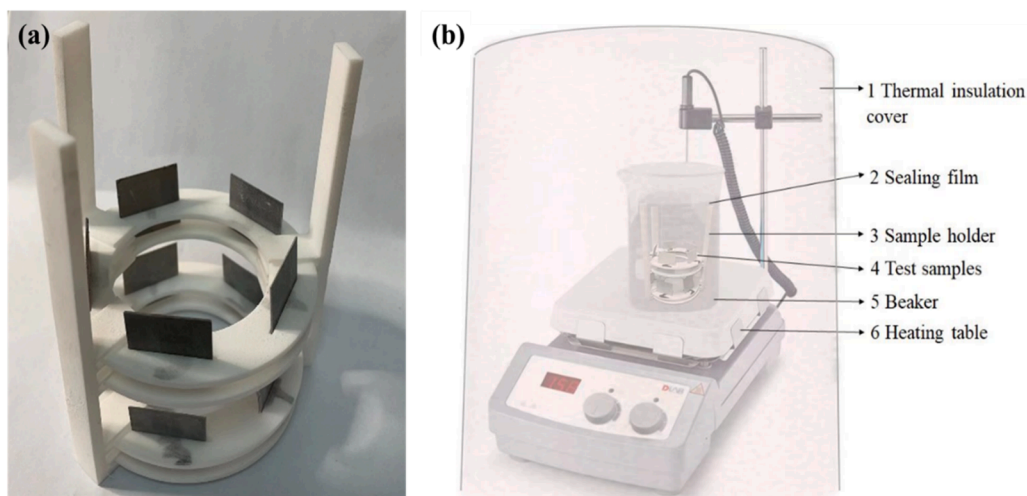 (a)
(b)
1 Thermal insulation
cover
2 Sealing film
3 Sample holder
4 Test samples
5 Beaker
6 Heating table